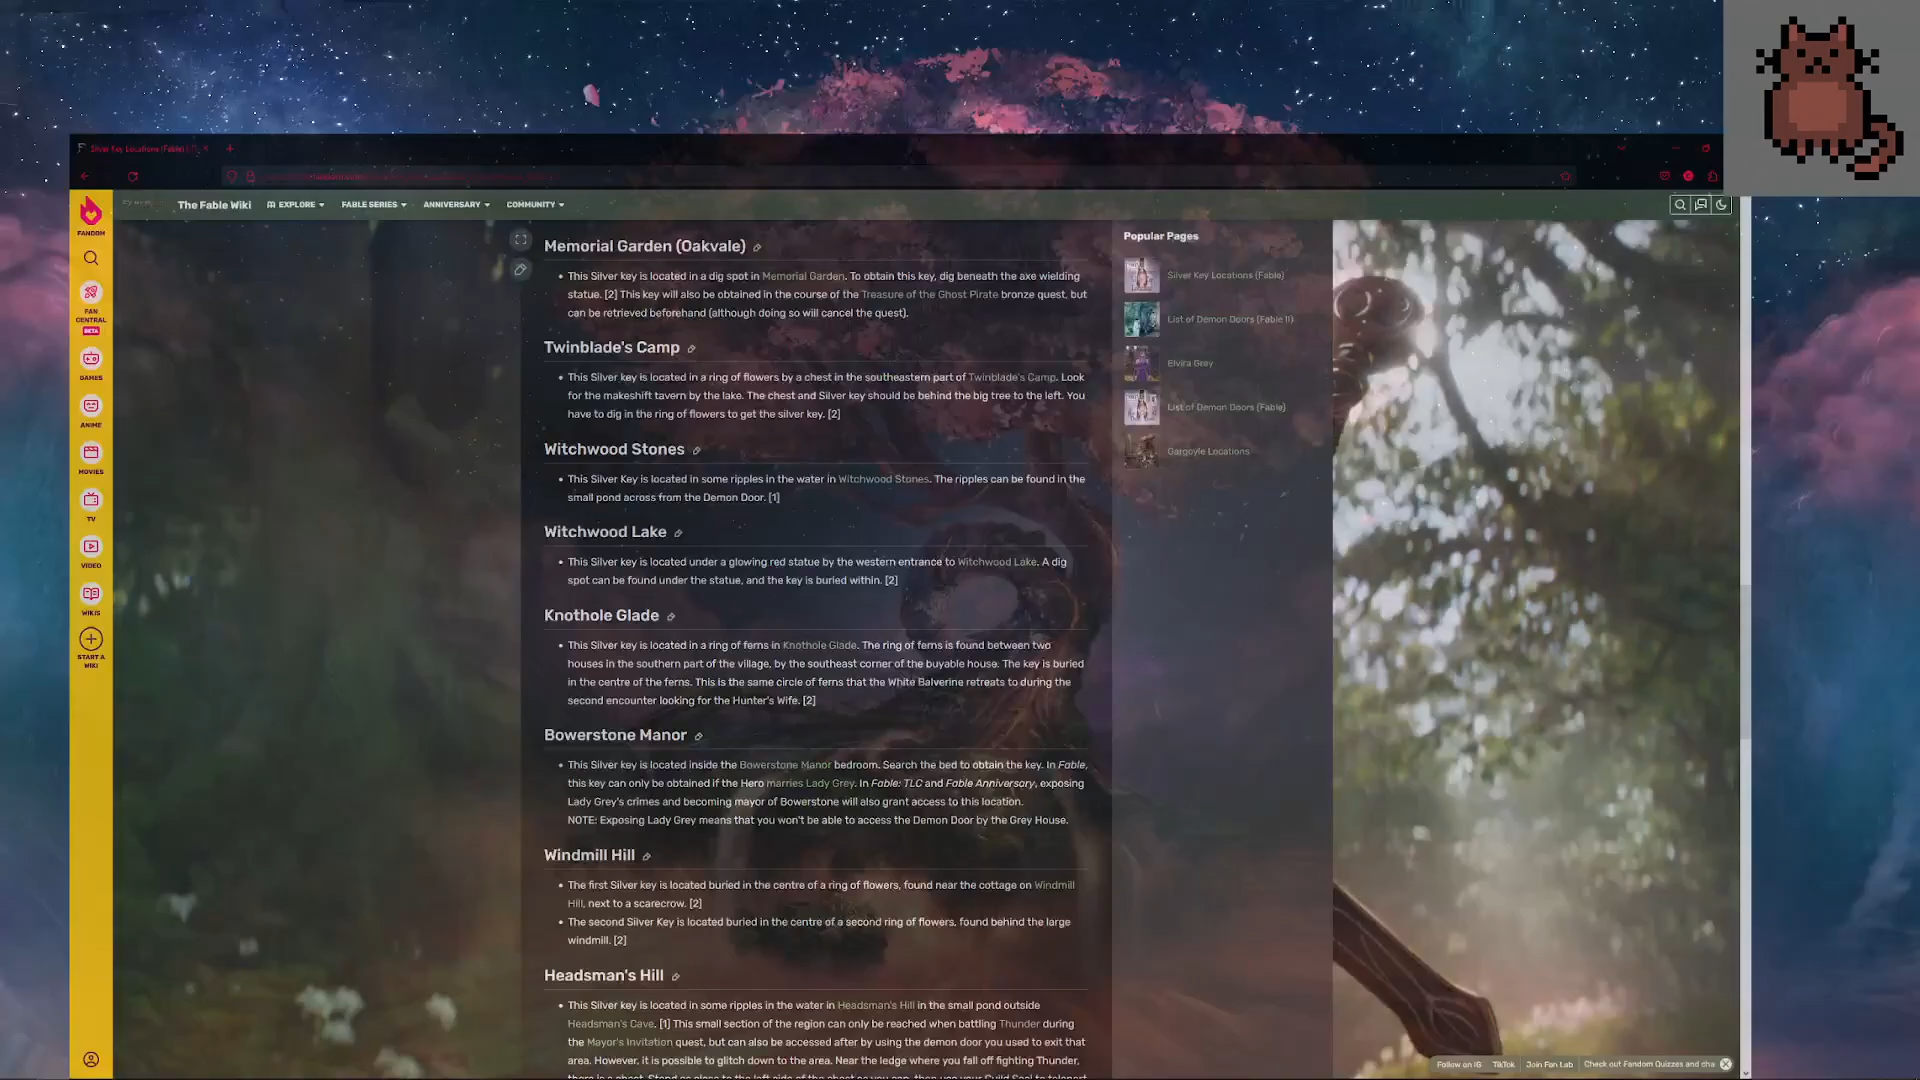 Silver Key Locations (Fable)
The Fable Wiki
EXPLORE
FABLE SERIES
ANNIVERSARY
COMMUNITY
FANDOM
FAN CENTRAL
BETA
GAMES
ANIME
MOVIES
TV
VIDEO
WIKIS
START A WIKI
Memorial Garden (Oakvale)
This Silver key is located in a dig spot in Memorial Garden. To obtain this key, dig beneath the axe wielding
statue. [2] This key will also be obtained in the course of the Treasure of the Ghost Pirate bronze quest, but
can be retrieved beforehand (although doing so will cancel the quest).
Twinblade's Camp
This Silver key is located in a ring of flowers by a chest in the southeastern part of Twinblade's Camp. Look
for the makeshift tavern by the lake. The chest and Silver key should be behind the big tree to the left. You
have to dig in the ring of flowers to get the silver key. [2]
Witchwood Stones
This Silver Key is located in some ripples in the water in Witchwood Stones. The ripples can be found in the
small pond across from the Demon Door. [1]
Witchwood Lake
This Silver key is located under a glowing red statue by the western entrance to Witchwood Lake. A dig
spot can be found under the statue, and the key is buried within. [2]
Knothole Glade
This Silver key is located in a ring of ferns in Knothole Glade. The ring of ferns is found between two
houses in the southern part of the village, by the southeast corner of the buyable house. The key is buried
in the centre of the ferns. This is the same circle of ferns that the White Balverine retreats to during the
second encounter looking for the Hunter's Wife. [2]
Bowerstone Manor
This Silver key is located inside the Bowerstone Manor bedroom. Search the bed to obtain the key. In Fable,
this key can only be obtained if the Hero marries Lady Grey. In Fable: TLC and Fable Anniversary, exposing
Lady Grey's crimes and becoming mayor of Bowerstone will also grant access to this location.
NOTE: Exposing Lady Grey means that you won't be able to access the Demon Door by the Grey House.
Windmill Hill
The first Silver key is located buried in the centre of a ring of flowers, found near the cottage on Windmill
Hill, next to a scarecrow. [2]
The second Silver Key is located buried in the centre of a second ring of flowers, found behind the large
windmill. [2]
Headsman's Hill
This Silver key is located in some ripples in the water in Headsman's Hill in the small pond outside
Headsman's Cave. [1] This small section of the region can only be reached when battling Thunder during
the Mayor's Invitation quest, but can also be accessed after by using the demon door you used to exit that
area. However, it is possible to glitch down to the area. Near the ledge where you fall off fighting Thunder,
Popular Pages
Silver Key Locations (Fable)
List of Demon Doors (Fable II)
Elvira Grey
List of Demon Doors (Fable)
Gargoyle Locations
Follow on IG
TikTok
Join Fan Lab
Check out Fandom Quizzes and cha